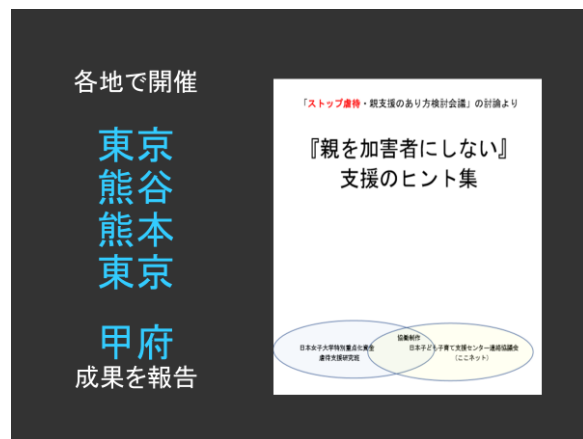 各地で開催
東京
熊谷
熊本
東京
甲府
成果を報告
「ストップ虐待・親支援のあり方検討会議」の討論より
『親を加害者にしない』
支援のヒント集
協働制作
日本女子大学特別重点化資金
虐待支援研究班
日本子ども子育て支援センター連絡協議会
（ここネット）